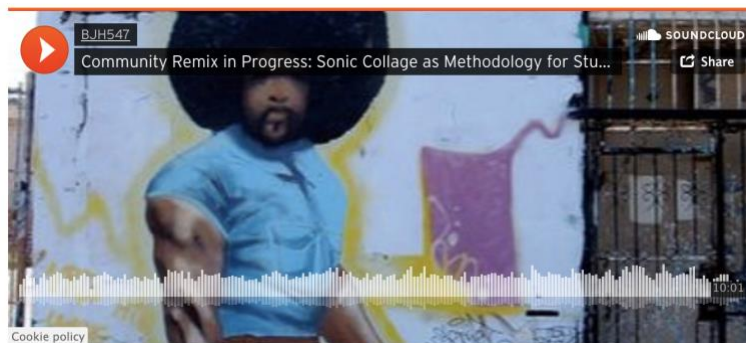 BJH547
SOUNDCLOUD
Community Remix in Progress: Sonic Collage as Methodology for Stu...
Share
10:01
Cookie policy